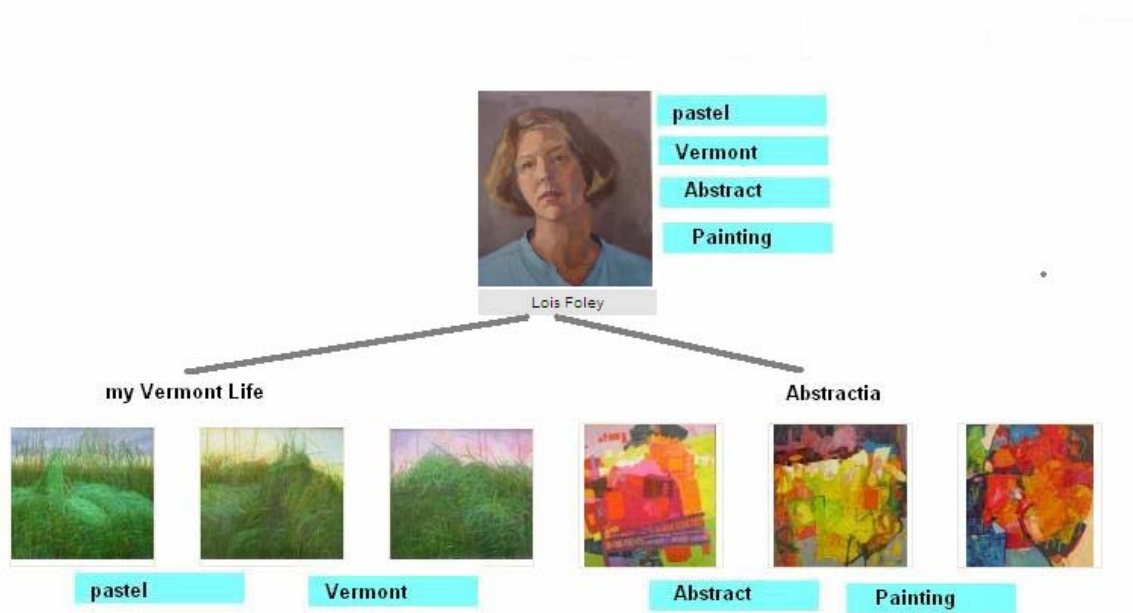 pastel
Vermont
Abstract
Painting
Lois Foley
my Vermont Life
Abstractia
pastel
Vermont
Abstract
Painting